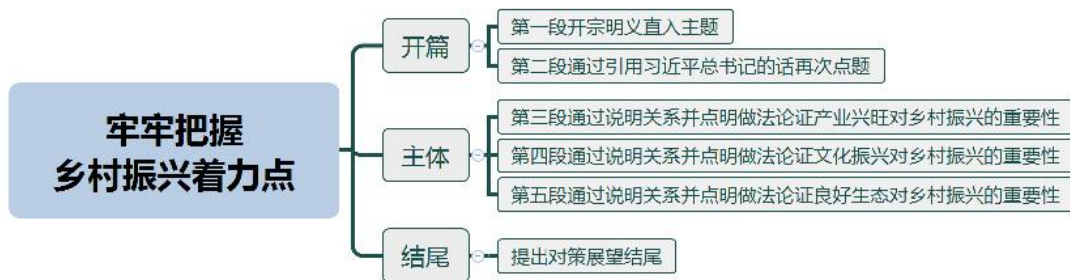 牢牢把握
乡村振兴着力点
开篇
第一段开宗明义直入主题
第二段通过引用习近平总书记的话再次点题
主体
第三段通过说明关系并点明做法论证产业兴旺对乡村振兴的重要性
第四段通过说明关系并点明做法论证文化振兴对乡村振兴的重要性
第五段通过说明关系并点明做法论证良好生态对乡村振兴的重要性
结尾
提出对策展望结尾